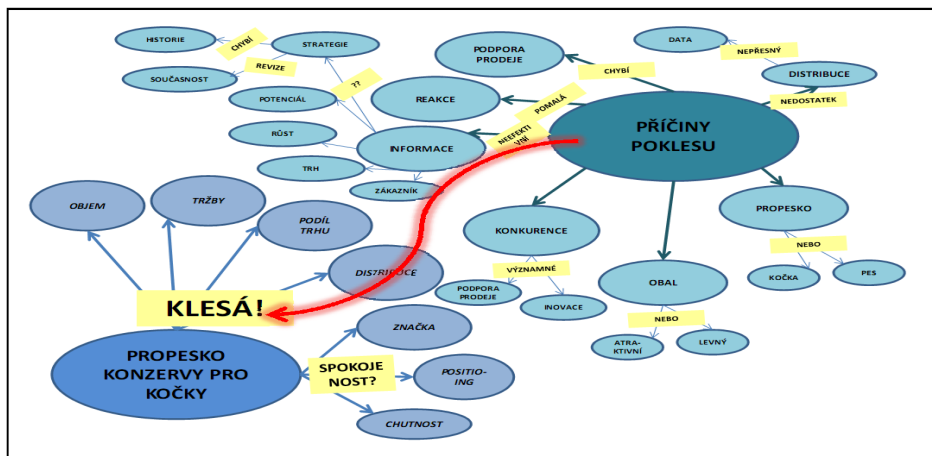 HISTORIE
CHYBÍ
STRATEGIE
REVIZE
SOUČASNOST
??
POTENCIÁL
RŮST
TRH
ZÁKAZNÍK
INFORMACE
NEEFEKTI
VNÍ
REAKCE
POMALÁ
PODPORA
PRODEJE
CHYBÍ
DATA
NEPŘESNÝ
DISTRIBUCE
NEDOSTATEK
PŘÍČINY
POKLESU
PROPESKO
NEBO
KOČKA
PES
KONKURENCE
VÝZNAMNÉ
PODPORA
PRODEJE
INOVACE
OBAL
NEBO
ATRA-
KTIVNÍ
LEVNÝ
OBJEM
TRŽBY
PODÍL
TRHU
DISTRIBUCE
KLESÁ!
PROPESKO
KONZERVY PRO
KOČKY
SPOKOJE
NOST?
ZNAČKA
POSITIO-
ING
CHUTNOST